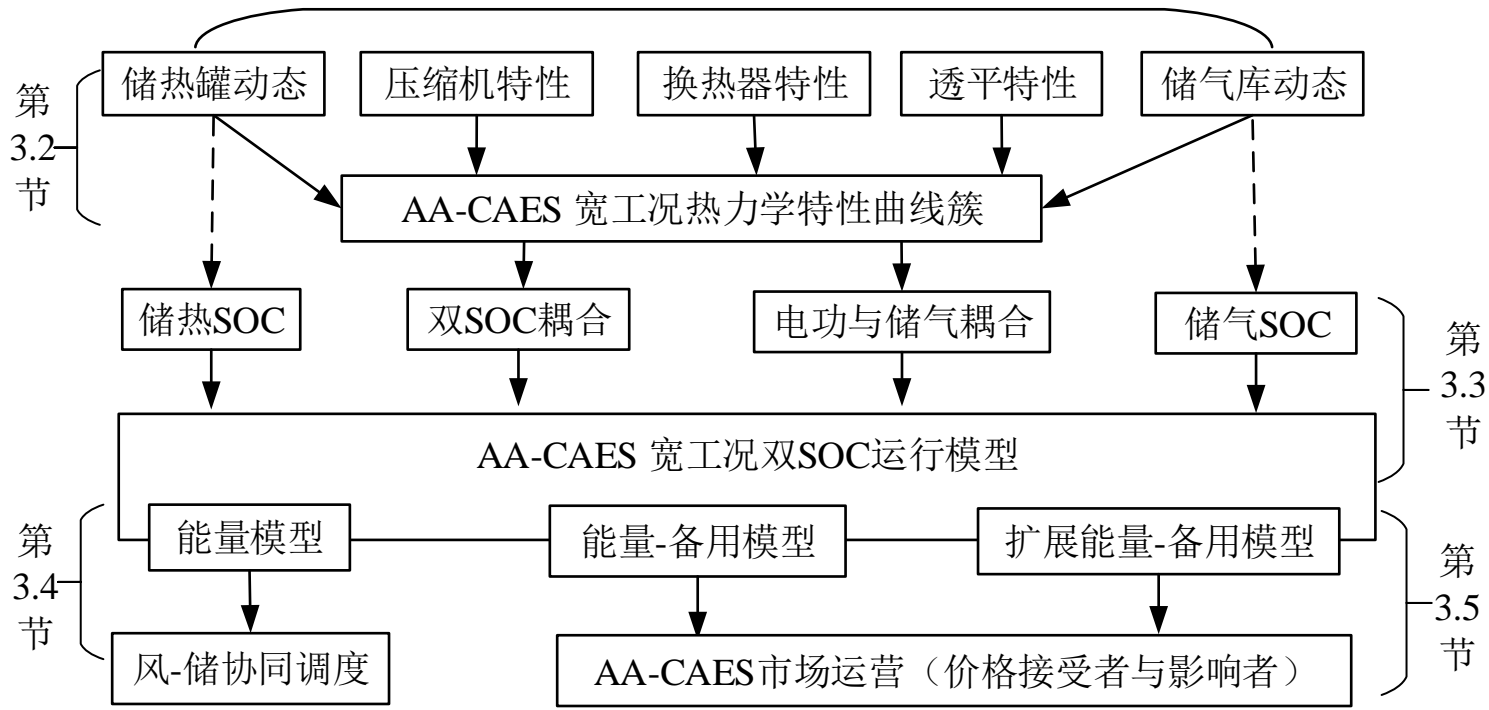 储热罐动态
压缩机特性
换热器特性
透平特性
储气库动态
第
3.2
节
AA-CAES 宽工况热力学特性曲线簇
储热SOC
双SOC耦合
电功与储气耦合
储气SOC
第
3.3
节
AA-CAES 宽工况双SOC运行模型
第
3.4
节
能量模型
能量-备用模型
扩展能量-备用模型
第
3.5
节
风-储协同调度
AA-CAES市场运营（价格接受者与影响者）